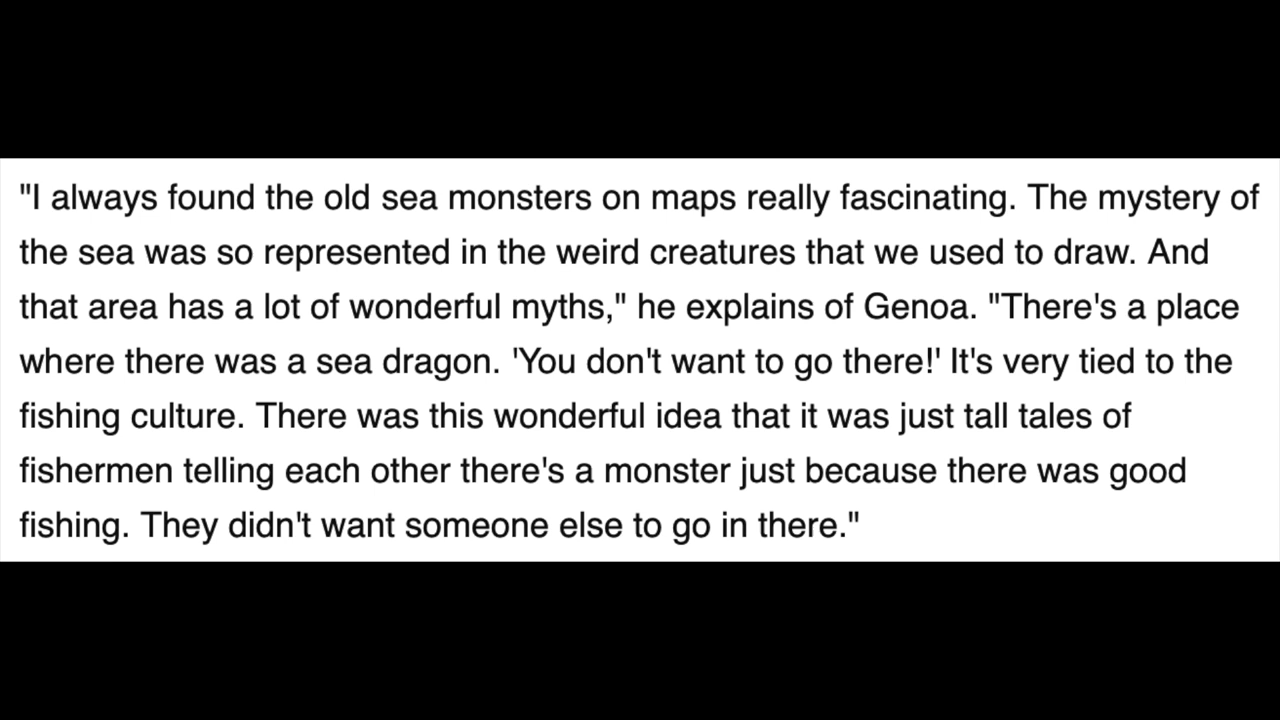 "I always found the old sea monsters on maps really fascinating. The mystery of
the sea was so represented in the weird creatures that we used to draw. And
that area has a lot of wonderful myths," he explains of Genoa. "There's a place
where there was a sea dragon. 'You don't want to go there!' It's very tied to the
fishing culture. There was this wonderful idea that it was just tall tales of
fishermen telling each other there's a monster just because there was good
fishing. They didn't want someone else to go in there."